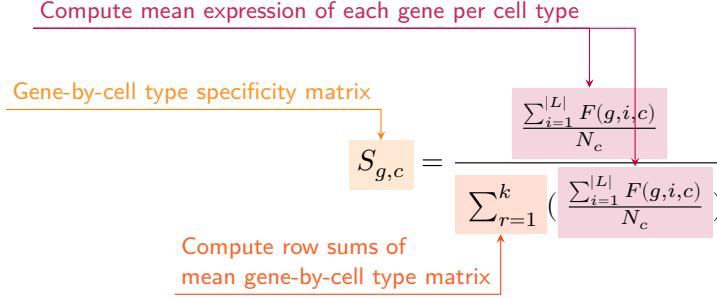 Compute mean expression of each gene per cell type
Gene-by-cell type specificity matrix
S_{g,c} = \frac{\frac{\sum_{i=1}^{|L|} F(g,i,c)}{N_c}}{\sum_{r=1}^{k} (\frac{\sum_{i=1}^{|L|} F(g,i,c)}{N_c})}
Compute row sums of
mean gene-by-cell type matrix